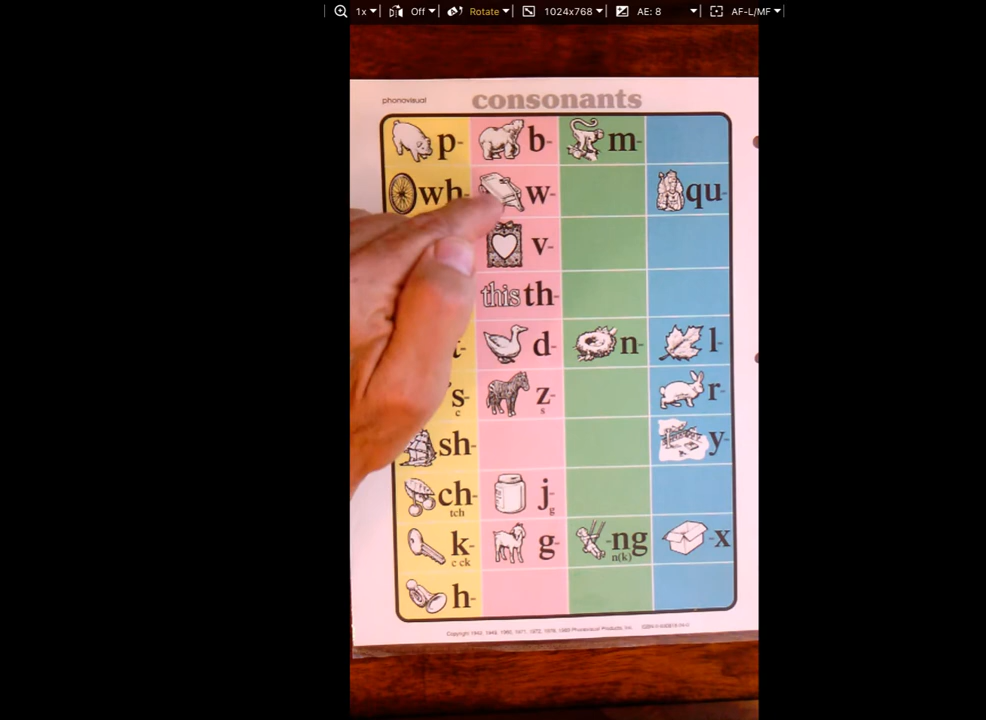 1x Off Rotate 1024x768 AE: 8 AF-L/MF
phonovisual consonants
p- b- m-
wh- w- qu-
v-
this th-
t- d- n- l-
s- z- r-
c s
sh- y-
ch- j-
tch g
k- g- -ng -x
c ck n(k)
h-